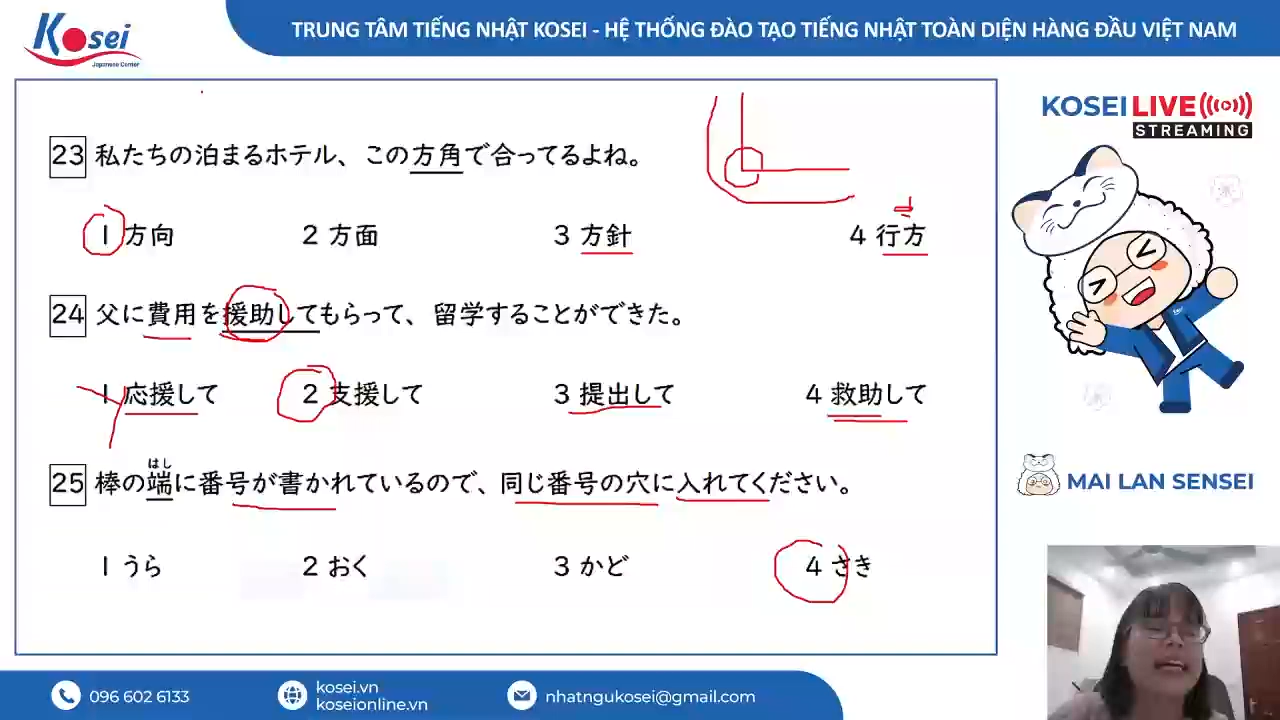 Kosei
Japanese Center
TRUNG TÂM TIẾNG NHẬT KOSEI - HỆ THỐNG ĐÀO TẠO TIẾNG NHẬT TOÀN DIỆN HÀNG ĐẦU VIỆT NAM
KOSEI LIVE
STREAMING
23 私たちの泊まるホテル、この方角で合ってるよね。
1 方向 2 方面 3 方針 4 行方
24 父に費用を援助してもらって、留学することができた。
1 応援して 2 支援して 3 提出して 4 救助して
はし
25 棒の端に番号が書かれているので、同じ番号の穴に入れてください。
1 うら 2 おく 3 かど 4 さき
MAI LAN SENSEI
096 602 6133
kosei.vn
koseionline.vn
nhatngukosei@gmail.com